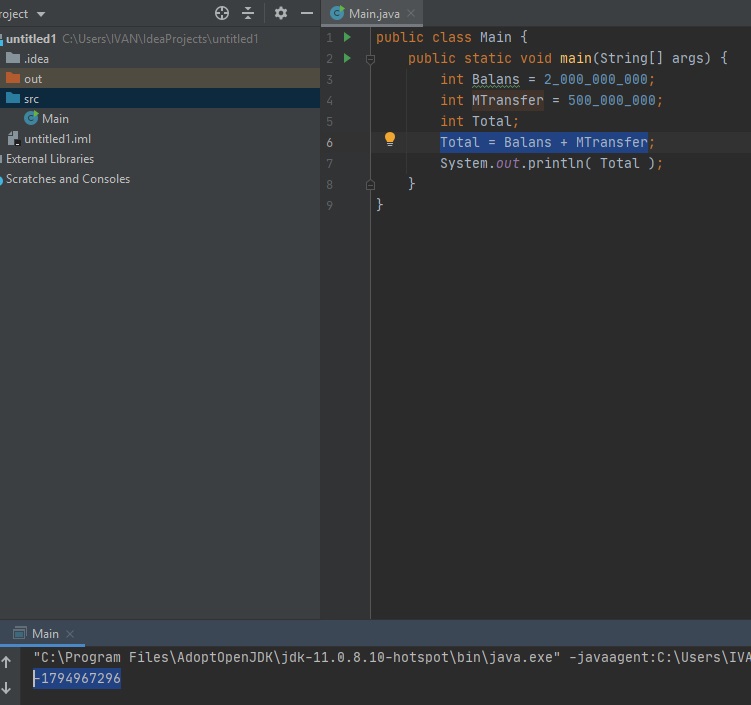 roject
untitled1 C:\Users\IVAN\IdeaProjects\untitled1
.idea
out
src
Main
untitled1.iml
External Libraries
Scratches and Consoles
Main.java
1 public class Main {
2 public static void main(String[] args) {
3 int Balans = 2_000_000_000;
4 int MTransfer = 500_000_000;
5 int Total;
6 Total = Balans + MTransfer;
7 System.out.println( Total );
8 }
9 }
Main
"C:\Program Files\AdoptOpenJDK\jdk-11.0.8.10-hotspot\bin\java.exe" -javaagent:C:\Users\IVA
-1794967296